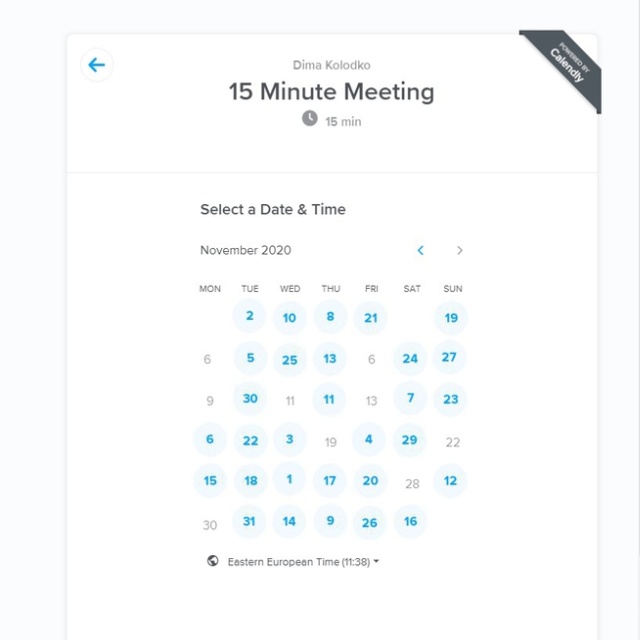 POWERED BY
Calendly
Dima Kolodko
15 Minute Meeting
15 min
Select a Date & Time
November 2020
MON TUE WED THU FRI SAT SUN
2 10 8 21 19
6 5 25 13 6 24 27
9 30 11 11 13 7 23
6 22 3 19 4 29 22
15 18 1 17 20 28 12
30 31 14 9 26 16
Eastern European Time (11:38)